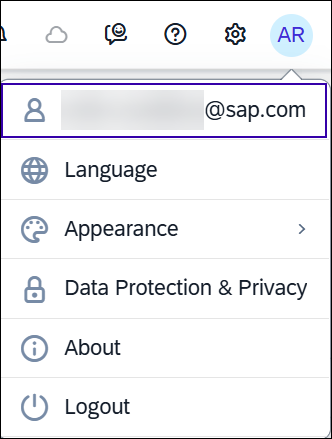 AR
@sap.com
Language
Appearance
Data Protection & Privacy
About
Logout